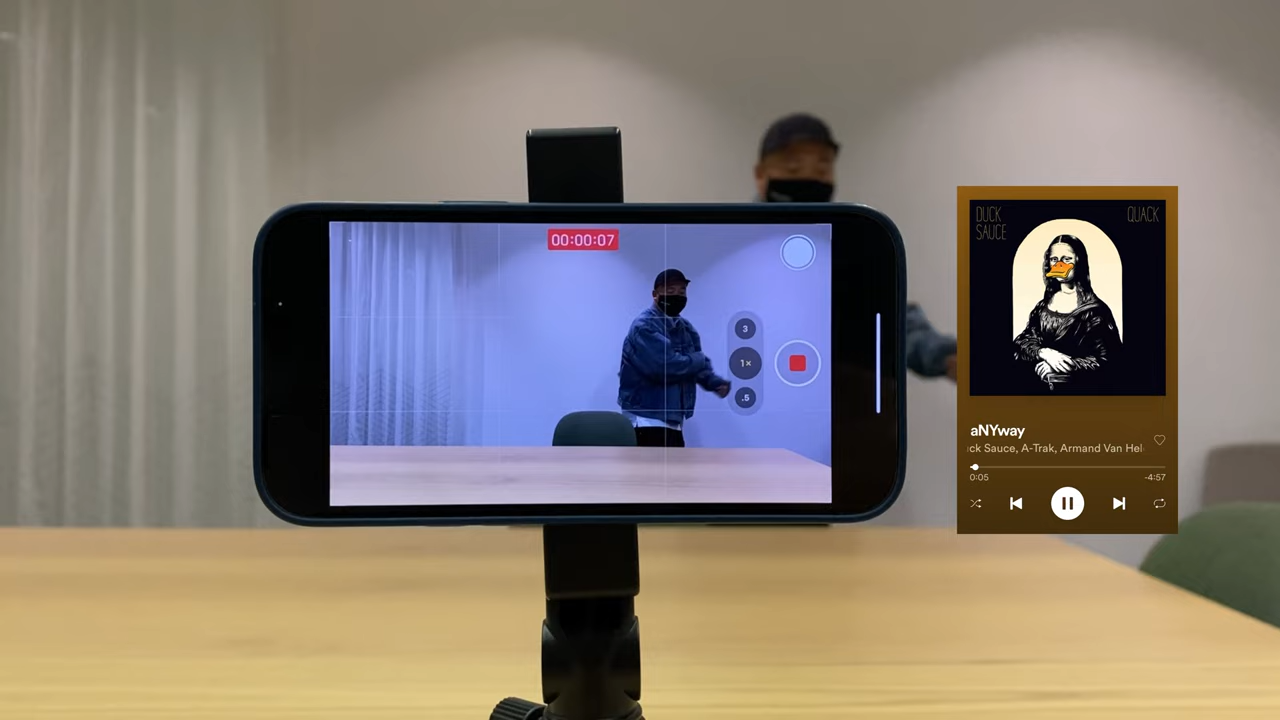 00:00:07
3
1×
.5
DUCK
SAUCE
QUACK
aNYway
ck Sauce, A-Trak, Armand Van Hel
0:05
-4:57